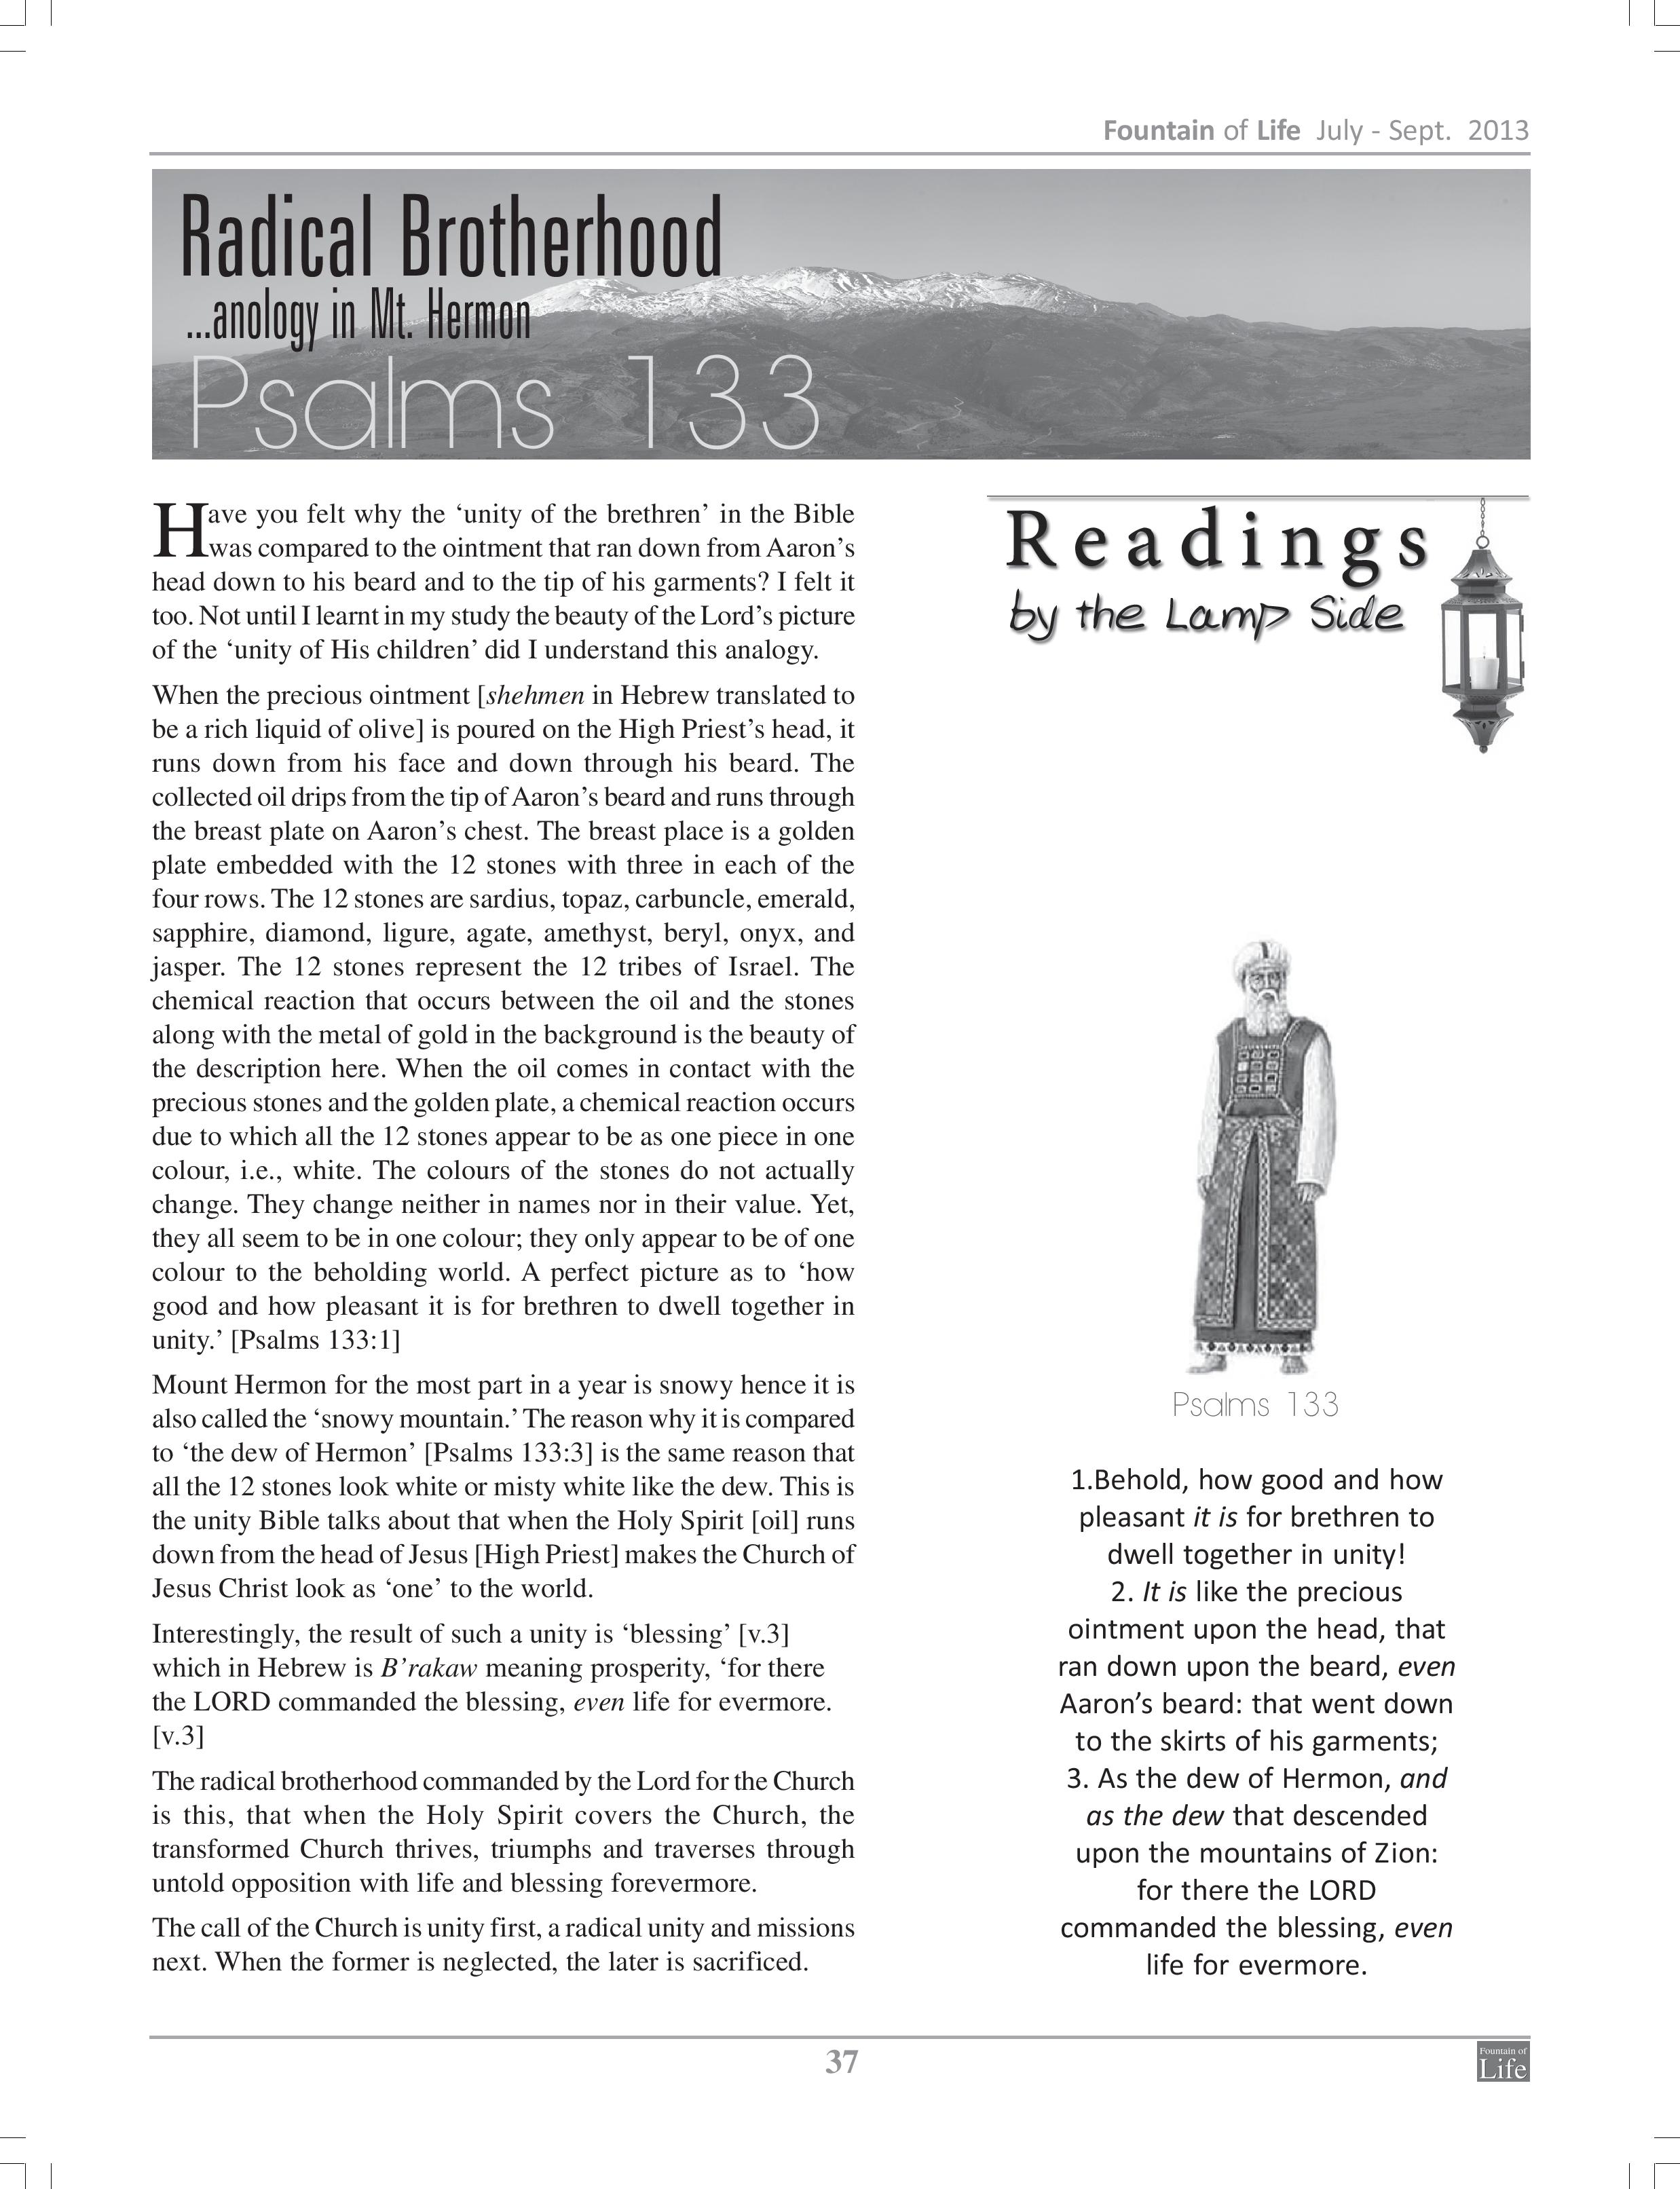 Fountain of Life July - Sept. 2013
Radical Brotherhood
...anology in Mt. Hermon
Psalms 133
Have you felt why the ‘unity of the brethren’ in the Bible
was compared to the ointment that ran down from Aaron’s
head down to his beard and to the tip of his garments? I felt it
too. Not until I learnt in my study the beauty of the Lord’s picture
of the ‘unity of His children’ did I understand this analogy.
When the precious ointment [shehmen in Hebrew translated to
be a rich liquid of olive] is poured on the High Priest’s head, it
runs down from his face and down through his beard. The
collected oil drips from the tip of Aaron’s beard and runs through
the breast plate on Aaron’s chest. The breast place is a golden
plate embedded with the 12 stones with three in each of the
four rows. The 12 stones are sardius, topaz, carbuncle, emerald,
sapphire, diamond, ligure, agate, amethyst, beryl, onyx, and
jasper. The 12 stones represent the 12 tribes of Israel. The
chemical reaction that occurs between the oil and the stones
along with the metal of gold in the background is the beauty of
the description here. When the oil comes in contact with the
precious stones and the golden plate, a chemical reaction occurs
due to which all the 12 stones appear to be as one piece in one
colour, i.e., white. The colours of the stones do not actually
change. They change neither in names nor in their value. Yet,
they all seem to be in one colour; they only appear to be of one
colour to the beholding world. A perfect picture as to ‘how
good and how pleasant it is for brethren to dwell together in
unity.’ [Psalms 133:1]
Mount Hermon for the most part in a year is snowy hence it is
also called the ‘snowy mountain.’ The reason why it is compared
to ‘the dew of Hermon’ [Psalms 133:3] is the same reason that
all the 12 stones look white or misty white like the dew. This is
the unity Bible talks about that when the Holy Spirit [oil] runs
down from the head of Jesus [High Priest] makes the Church of
Jesus Christ look as ‘one’ to the world.
Interestingly, the result of such a unity is ‘blessing’ [v.3]
which in Hebrew is B’rakaw meaning prosperity, ‘for there
the LORD commanded the blessing, even life for evermore.
[v.3]
The radical brotherhood commanded by the Lord for the Church
is this, that when the Holy Spirit covers the Church, the
transformed Church thrives, triumphs and traverses through
untold opposition with life and blessing forevermore.
The call of the Church is unity first, a radical unity and missions
next. When the former is neglected, the later is sacrificed.
Readings
by the Lamp Side
Psalms 133
1.Behold, how good and how
pleasant it is for brethren to
dwell together in unity!
2. It is like the precious
ointment upon the head, that
ran down upon the beard, even
Aaron’s beard: that went down
to the skirts of his garments;
3. As the dew of Hermon, and
as the dew that descended
upon the mountains of Zion:
for there the LORD
commanded the blessing, even
life for evermore.
37
Fountain of
Life